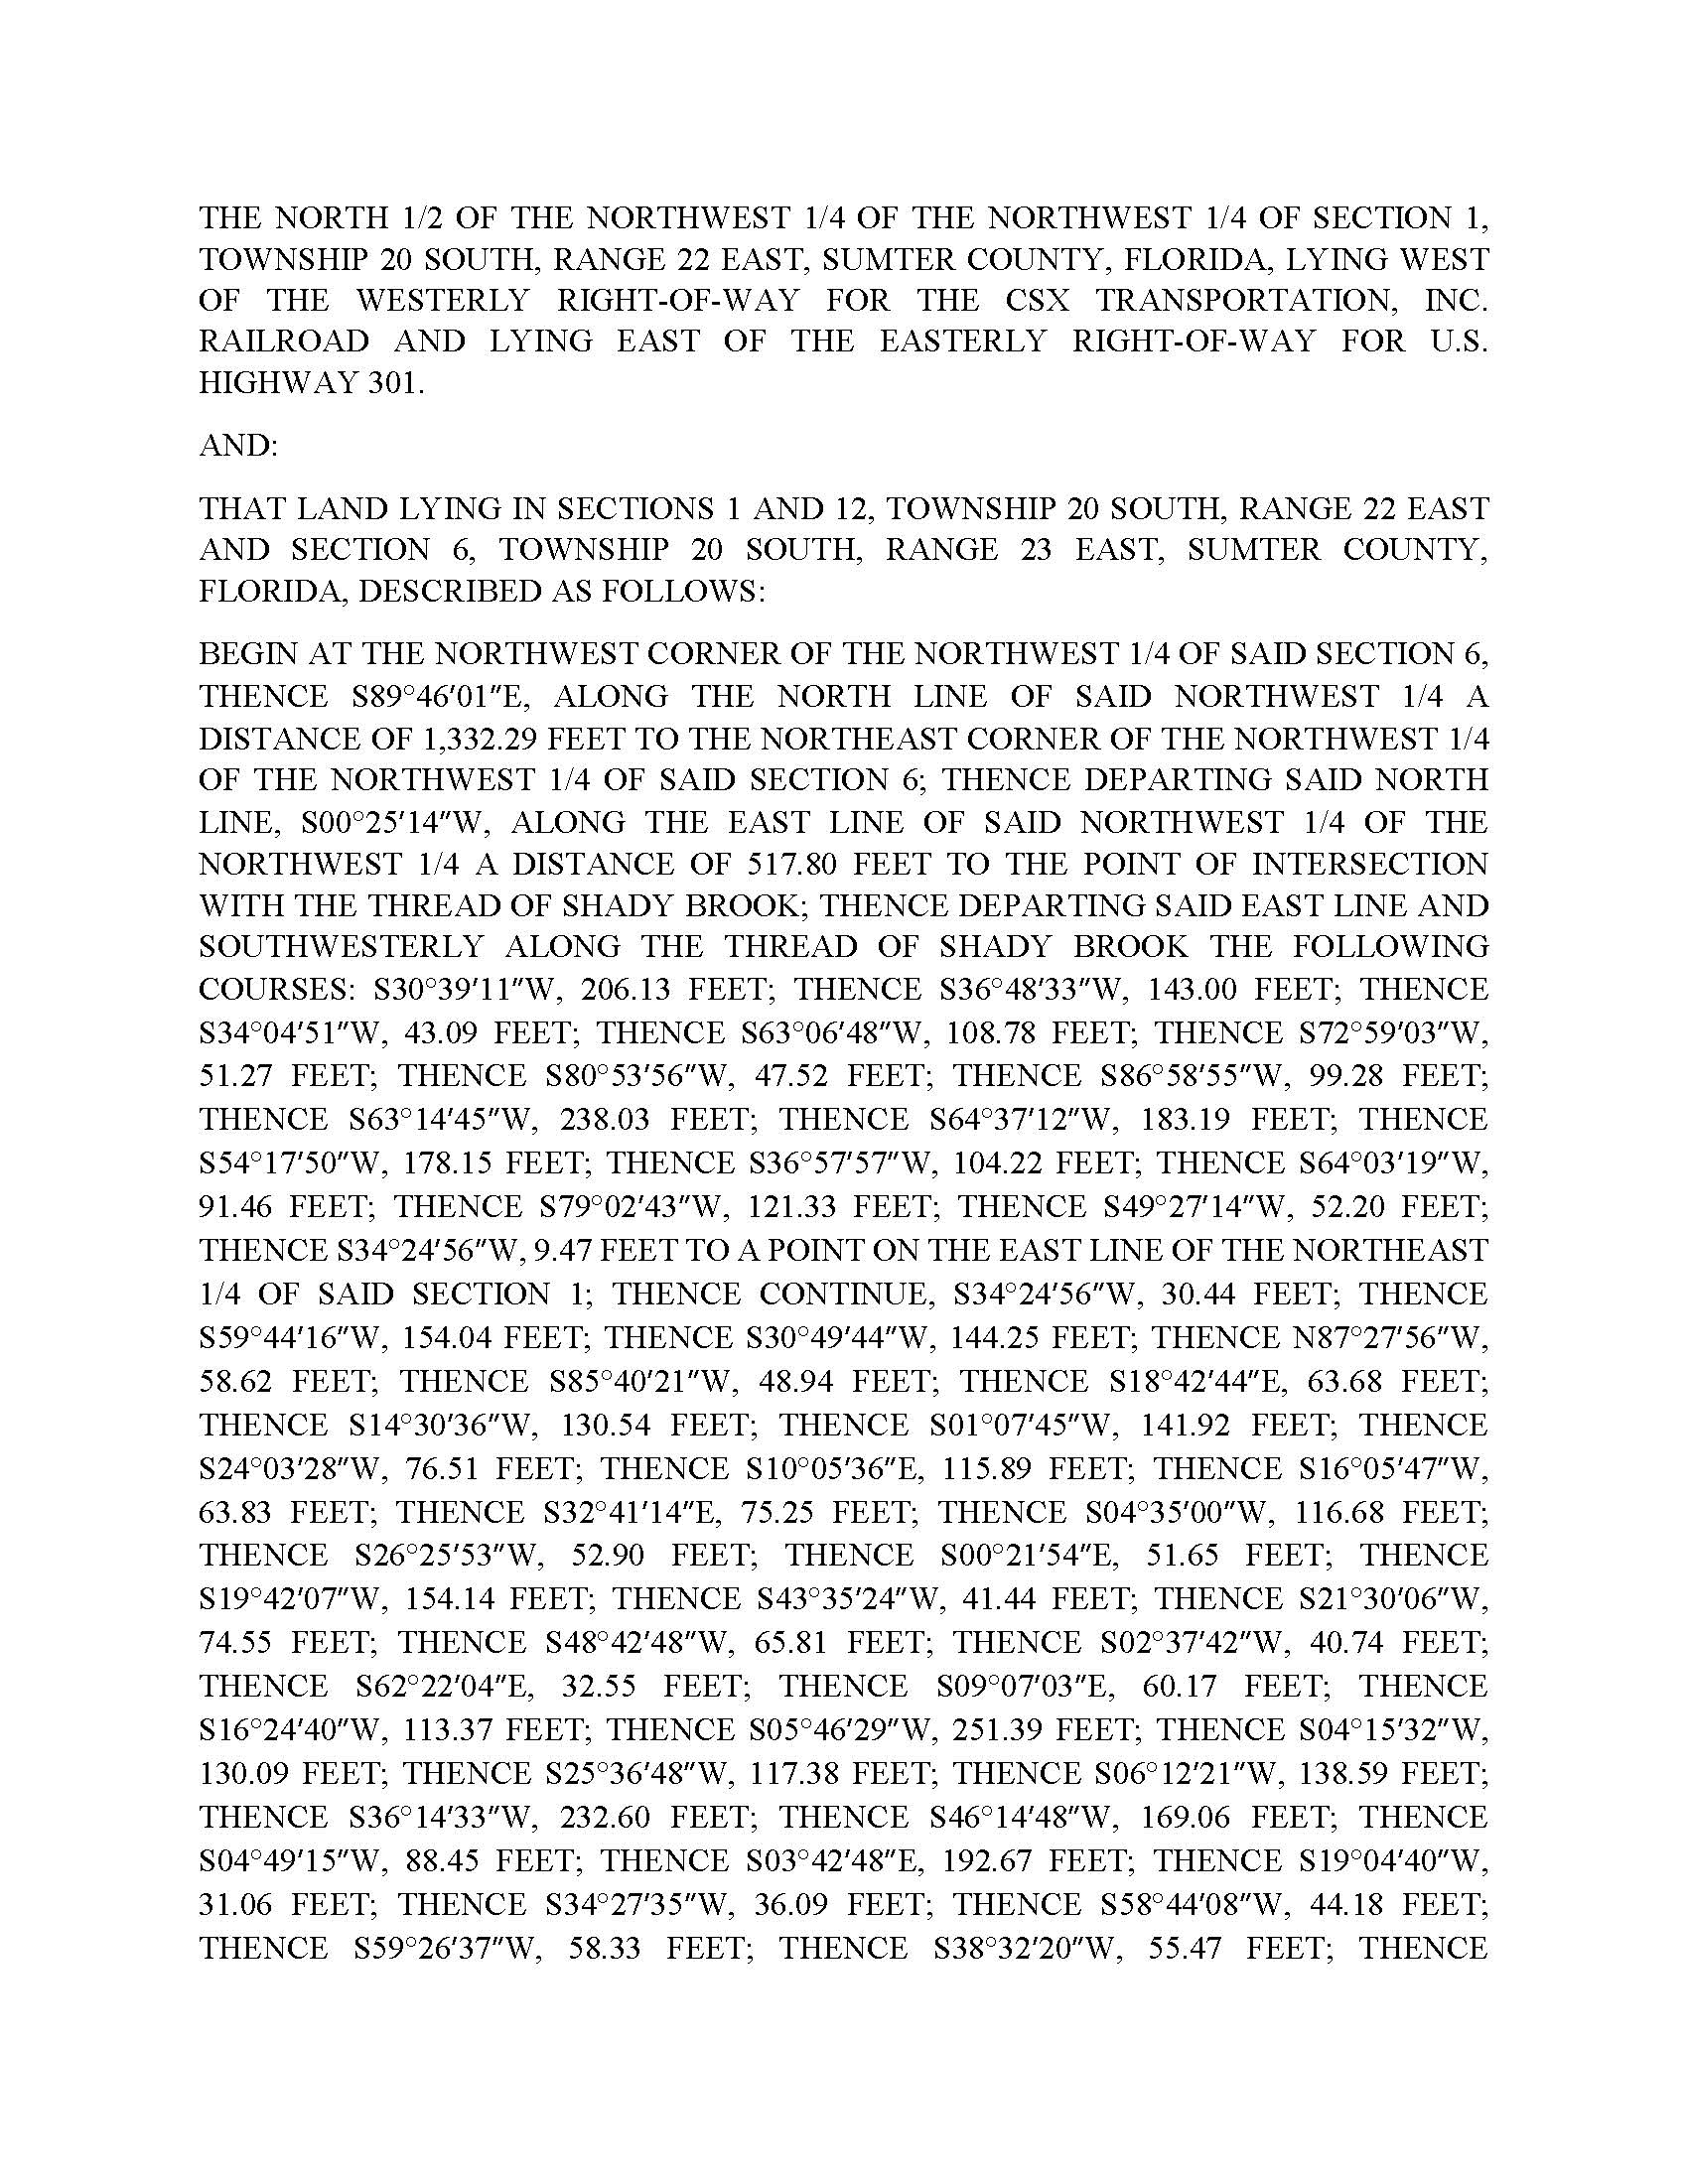 THE NORTH 1/2 OF THE NORTHWEST 1/4 OF THE NORTHWEST 1/4 OF SECTION 1,
TOWNSHIP 20 SOUTH, RANGE 22 EAST, SUMTER COUNTY, FLORIDA, LYING WEST
OF THE WESTERLY RIGHT-OF-WAY FOR THE CSX TRANSPORTATION, INC.
RAILROAD AND LYING EAST OF THE EASTERLY RIGHT-OF-WAY FOR U.S.
HIGHWAY 301.
AND:
THAT LAND LYING IN SECTIONS 1 AND 12, TOWNSHIP 20 SOUTH, RANGE 22 EAST
AND SECTION 6, TOWNSHIP 20 SOUTH, RANGE 23 EAST, SUMTER COUNTY,
FLORIDA, DESCRIBED AS FOLLOWS:
BEGIN AT THE NORTHWEST CORNER OF THE NORTHWEST 1/4 OF SAID SECTION 6,
THENCE S89°46'01"E, ALONG THE NORTH LINE OF SAID NORTHWEST 1/4 A
DISTANCE OF 1,332.29 FEET TO THE NORTHEAST CORNER OF THE NORTHWEST 1/4
OF THE NORTHWEST 1/4 OF SAID SECTION 6; THENCE DEPARTING SAID NORTH
LINE, S00°25'14"W, ALONG THE EAST LINE OF SAID NORTHWEST 1/4 OF THE
NORTHWEST 1/4 A DISTANCE OF 517.80 FEET TO THE POINT OF INTERSECTION
WITH THE THREAD OF SHADY BROOK; THENCE DEPARTING SAID EAST LINE AND
SOUTHWESTERLY ALONG THE THREAD OF SHADY BROOK THE FOLLOWING
COURSES: S30°39'11"W, 206.13 FEET; THENCE S36°48'33"W, 143.00 FEET; THENCE
S34°04'51"W, 43.09 FEET; THENCE S63°06'48"W, 108.78 FEET; THENCE S72°59'03"W,
51.27 FEET; THENCE S80°53'56"W, 47.52 FEET; THENCE S86°58'55"W, 99.28 FEET;
THENCE S63°14'45"W, 238.03 FEET; THENCE S64°37'12"W, 183.19 FEET; THENCE
S54°17'50"W, 178.15 FEET; THENCE S36°57'57"W, 104.22 FEET; THENCE S64°03'19"W,
91.46 FEET; THENCE S79°02'43"W, 121.33 FEET; THENCE S49°27'14"W, 52.20 FEET;
THENCE S34°24'56"W, 9.47 FEET TO A POINT ON THE EAST LINE OF THE NORTHEAST
1/4 OF SAID SECTION 1; THENCE CONTINUE, S34°24'56"W, 30.44 FEET; THENCE
S59°44'16"W, 154.04 FEET; THENCE S30°49'44"W, 144.25 FEET; THENCE N87°27'56"W,
58.62 FEET; THENCE S85°40'21"W, 48.94 FEET; THENCE S18°42'44"E, 63.68 FEET;
THENCE S14°30'36"W, 130.54 FEET; THENCE S01°07'45"W, 141.92 FEET; THENCE
S24°03'28"W, 76.51 FEET; THENCE S10°05'36"E, 115.89 FEET; THENCE S16°05'47"W,
63.83 FEET; THENCE S32°41'14"E, 75.25 FEET; THENCE S04°35'00"W, 116.68 FEET;
THENCE S26°25'53"W, 52.90 FEET; THENCE S00°21'54"E, 51.65 FEET; THENCE
S19°42'07"W, 154.14 FEET; THENCE S43°35'24"W, 41.44 FEET; THENCE S21°30'06"W,
74.55 FEET; THENCE S48°42'48"W, 65.81 FEET; THENCE S02°37'42"W, 40.74 FEET;
THENCE S62°22'04"E, 32.55 FEET; THENCE S09°07'03"E, 60.17 FEET; THENCE
S16°24'40"W, 113.37 FEET; THENCE S05°46'29"W, 251.39 FEET; THENCE S04°15'32"W,
130.09 FEET; THENCE S25°36'48"W, 117.38 FEET; THENCE S06°12'21"W, 138.59 FEET;
THENCE S36°14'33"W, 232.60 FEET; THENCE S46°14'48"W, 169.06 FEET; THENCE
S04°49'15"W, 88.45 FEET; THENCE S03°42'48"E, 192.67 FEET; THENCE S19°04'40"W,
31.06 FEET; THENCE S34°27'35"W, 36.09 FEET; THENCE S58°44'08"W, 44.18 FEET;
THENCE S59°26'37"W, 58.33 FEET; THENCE S38°32'20"W, 55.47 FEET; THENCE